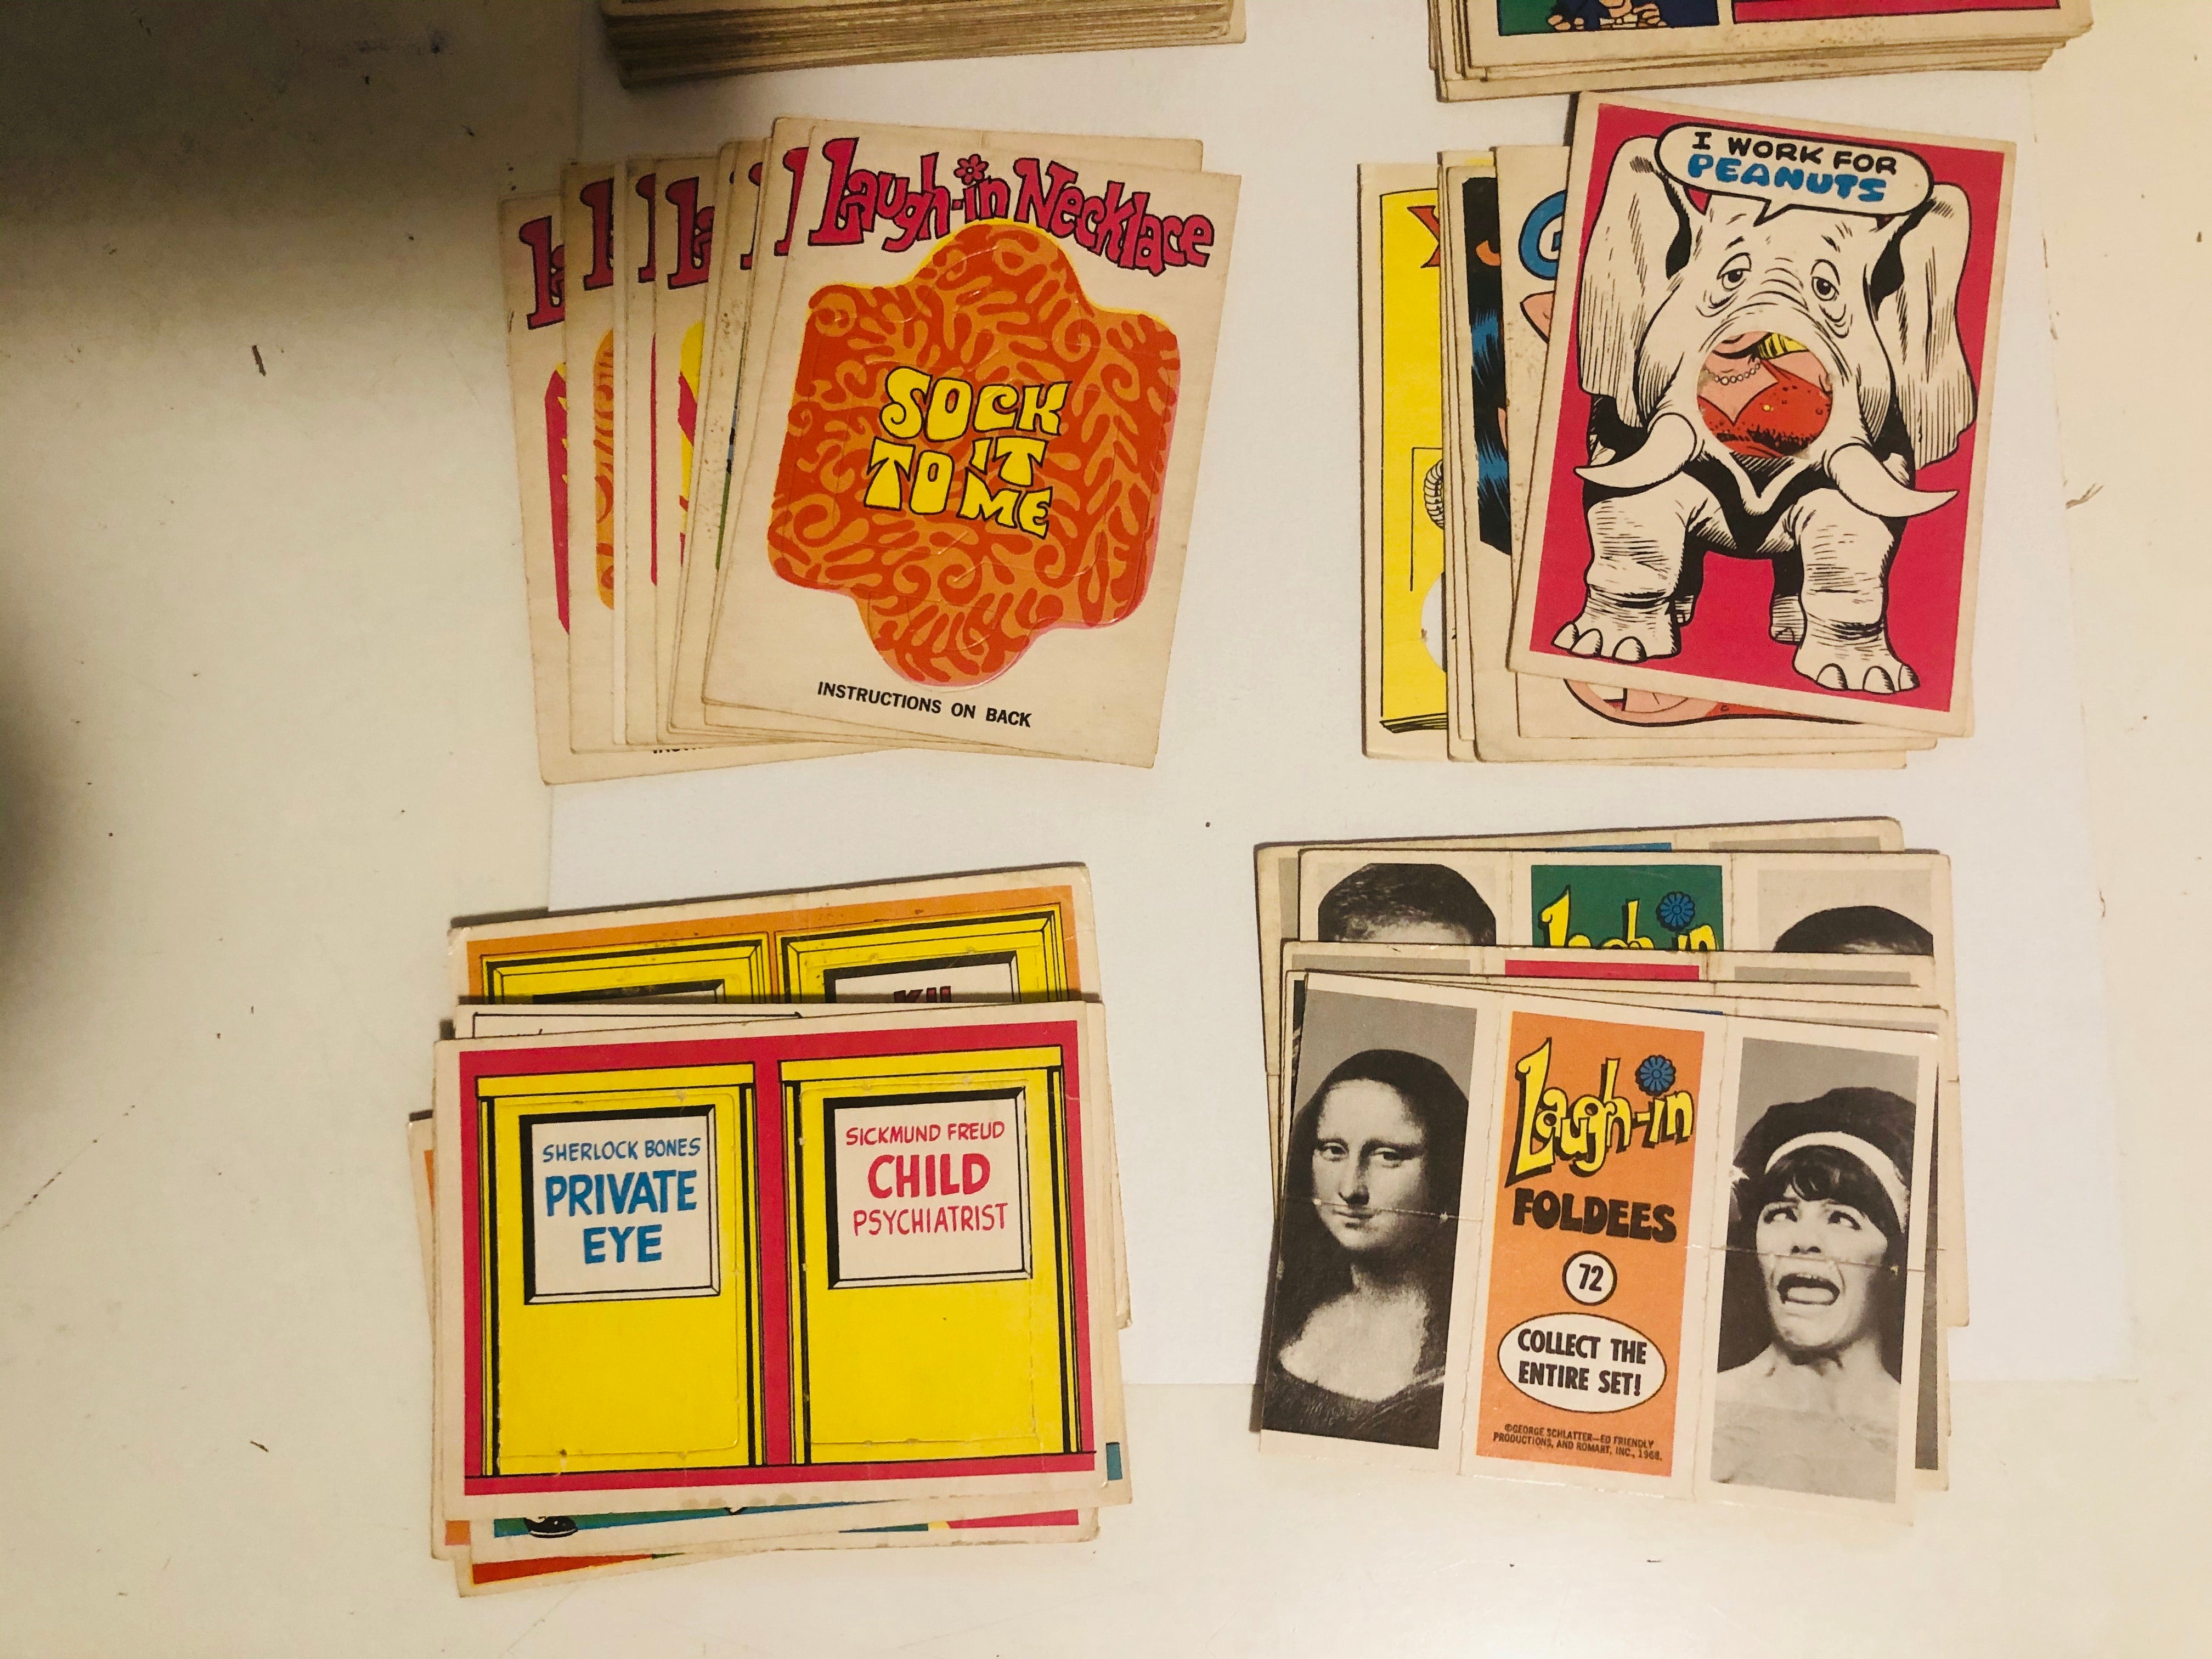 Laugh-in Necklace
SOCK
IT
TO ME
INSTRUCTIONS ON BACK
I WORK FOR
PEANUTS
SHERLOCK BONES
PRIVATE
EYE
SICKMUND FREUD
CHILD
PSYCHIATRIST
Laugh-in
Laugh-in
FOLDEES
72
COLLECT THE
ENTIRE SET!
©GEORGE SCHLATTER—ED FRIENDLY
PRODUCTIONS, AND ROMART, INC., 1968.